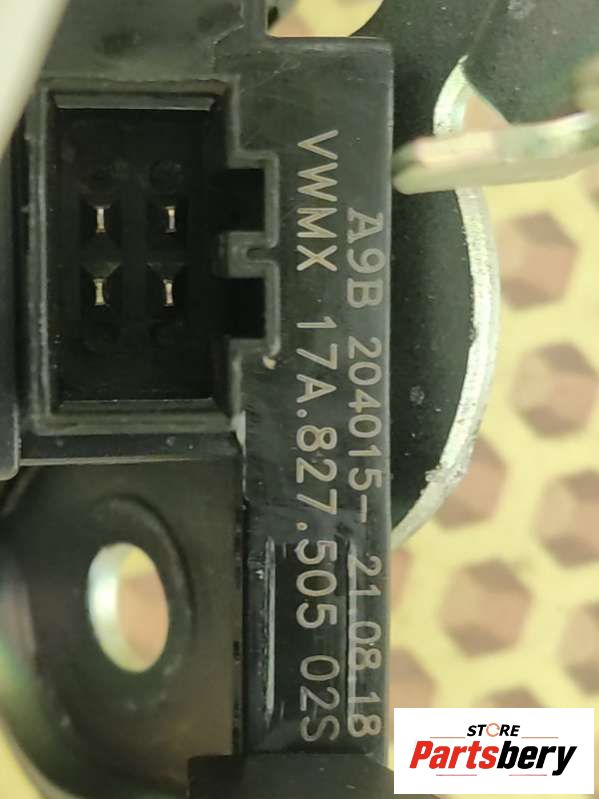 A9B 204015- 21.08.18
VWMX 17A.827.505 02S
STORE
Partsbery